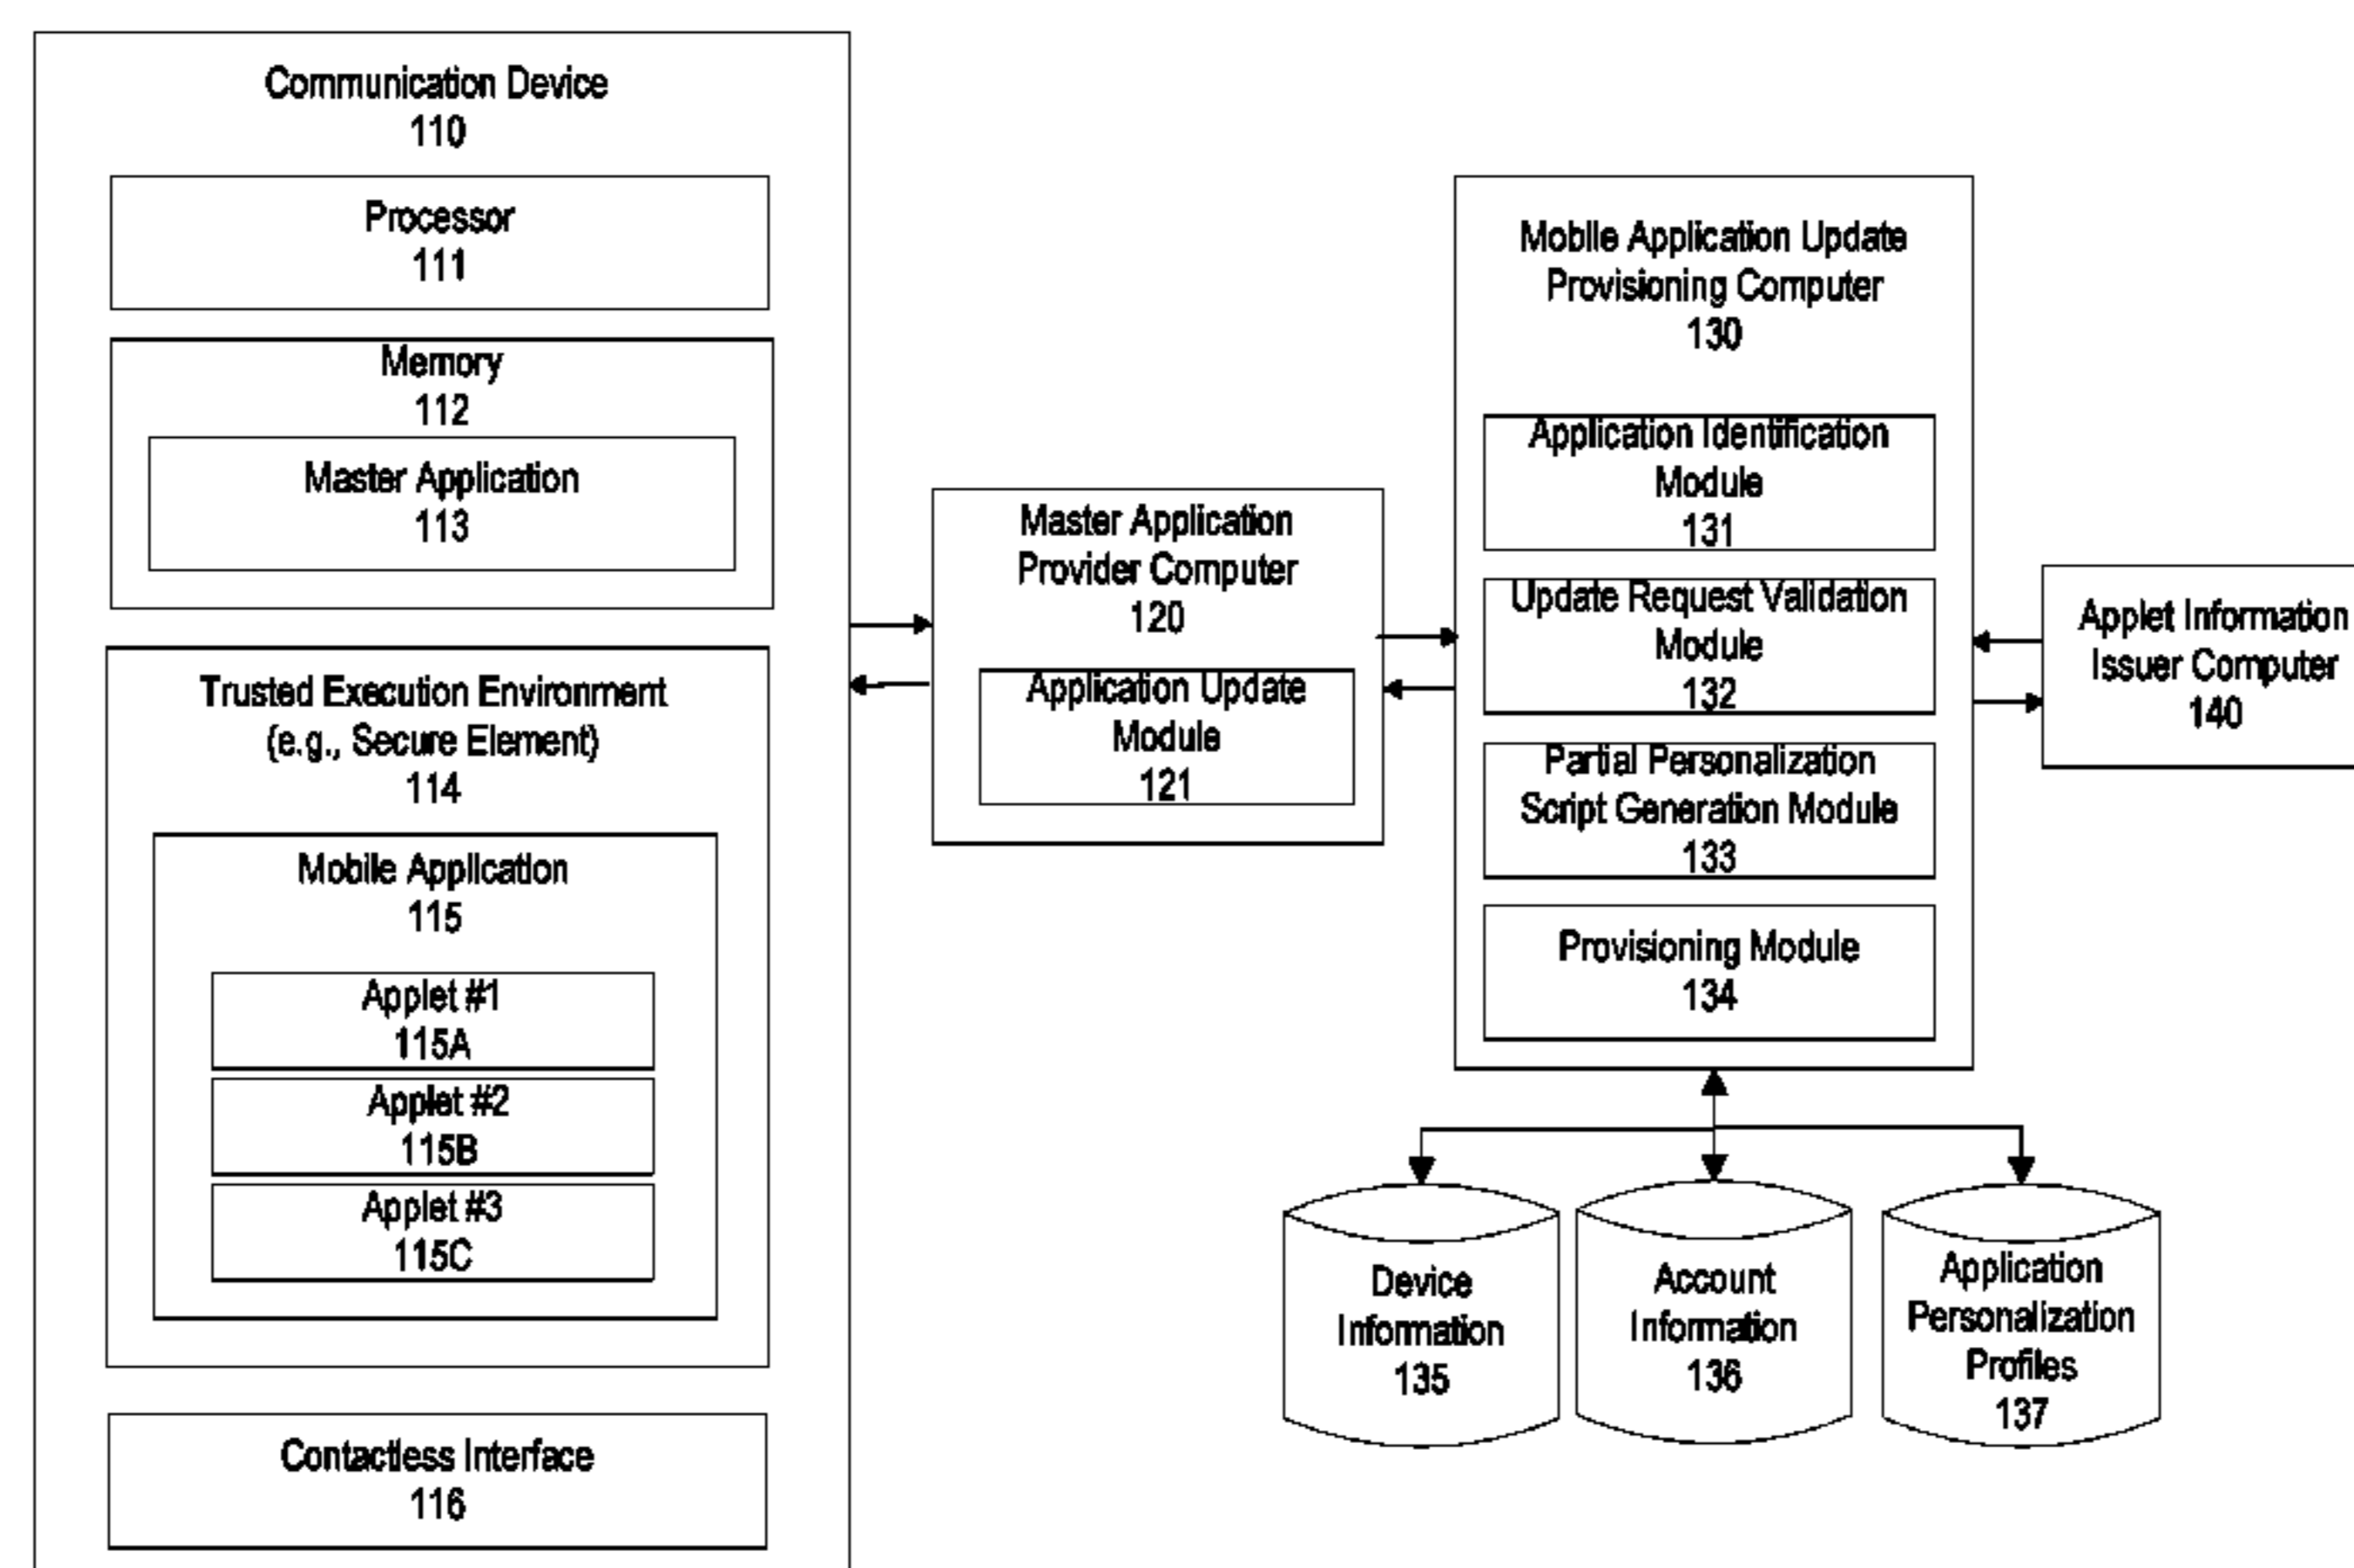 Communication Device
110
Processor
111
Memory
112
Master Application
113
Trusted Execution Environment
(e.g., Secure Element)
114
Mobile Application
115
Applet #1
115A
Applet #2
115B
Applet #3
115C
Contactless Interface
116
Master Application
Provider Computer
120
Application Update
Module
121
Mobile Application Update
Provisioning Computer
130
Application Identification
Module
131
Update Request Validation
Module
132
Partial Personalization
Script Generation Module
133
Provisioning Module
134
Applet Information
Issuer Computer
140
Device
Information
135
Account
Information
136
Application
Personalization
Profiles
137